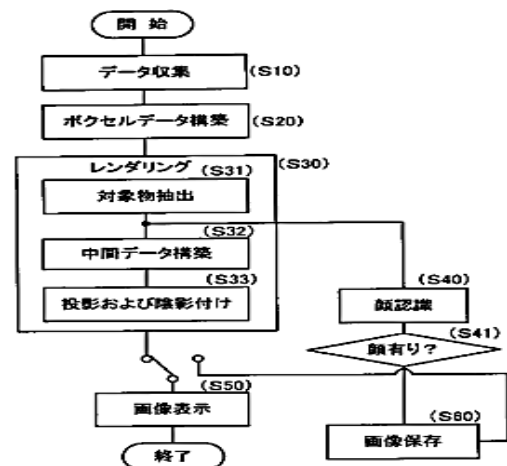 開始
データ収集 (S10)
ボクセルデータ構築 (S20)
レンダリング (S30)
(S31)
対象物抽出
(S32)
中間データ構築
(S33)
投影および陰影付け
(S40)
顔認識
(S41)
顔有り?
(S50)
画像表示
(S60)
画像保存
終了